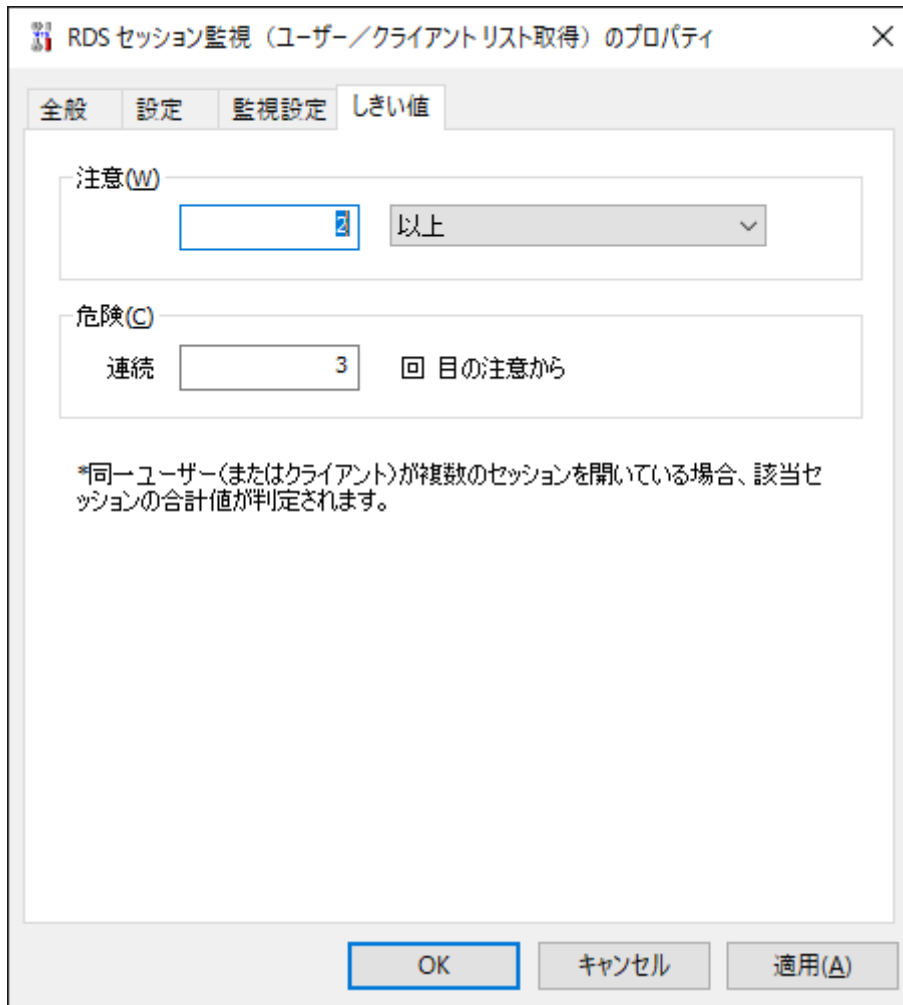 RDS セッション監視（ユーザー／クライアント リスト取得）のプロパティ
全般 設定 監視設定 しきい値
注意(W)
2 以上
危険(C)
連続 3 回 目の注意から
*同一ユーザー(またはクライアント)が複数のセッションを開いている場合、該当セ
ッションの合計値が判定されます。
OK キャンセル 適用(A)